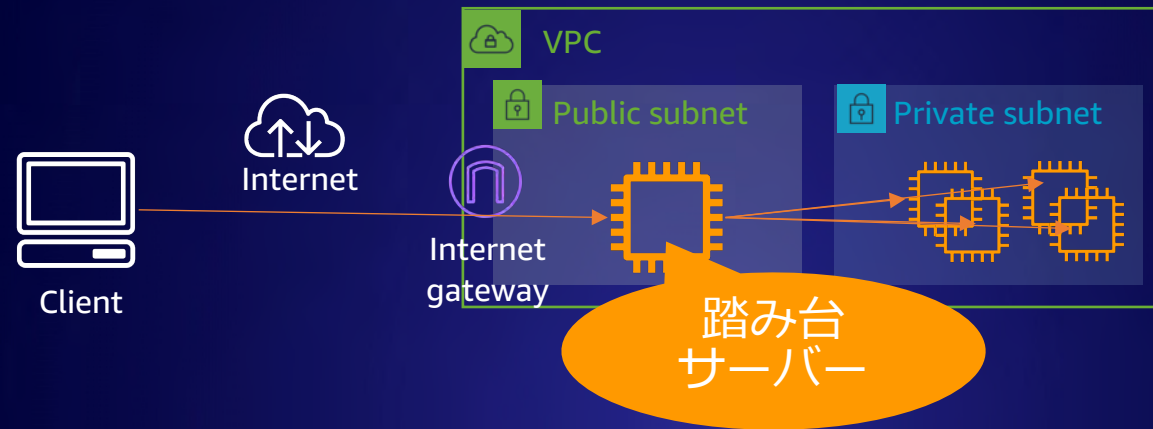 VPC
Public subnet
Private subnet
Internet
Internet
gateway
Client
踏み台
サーバー